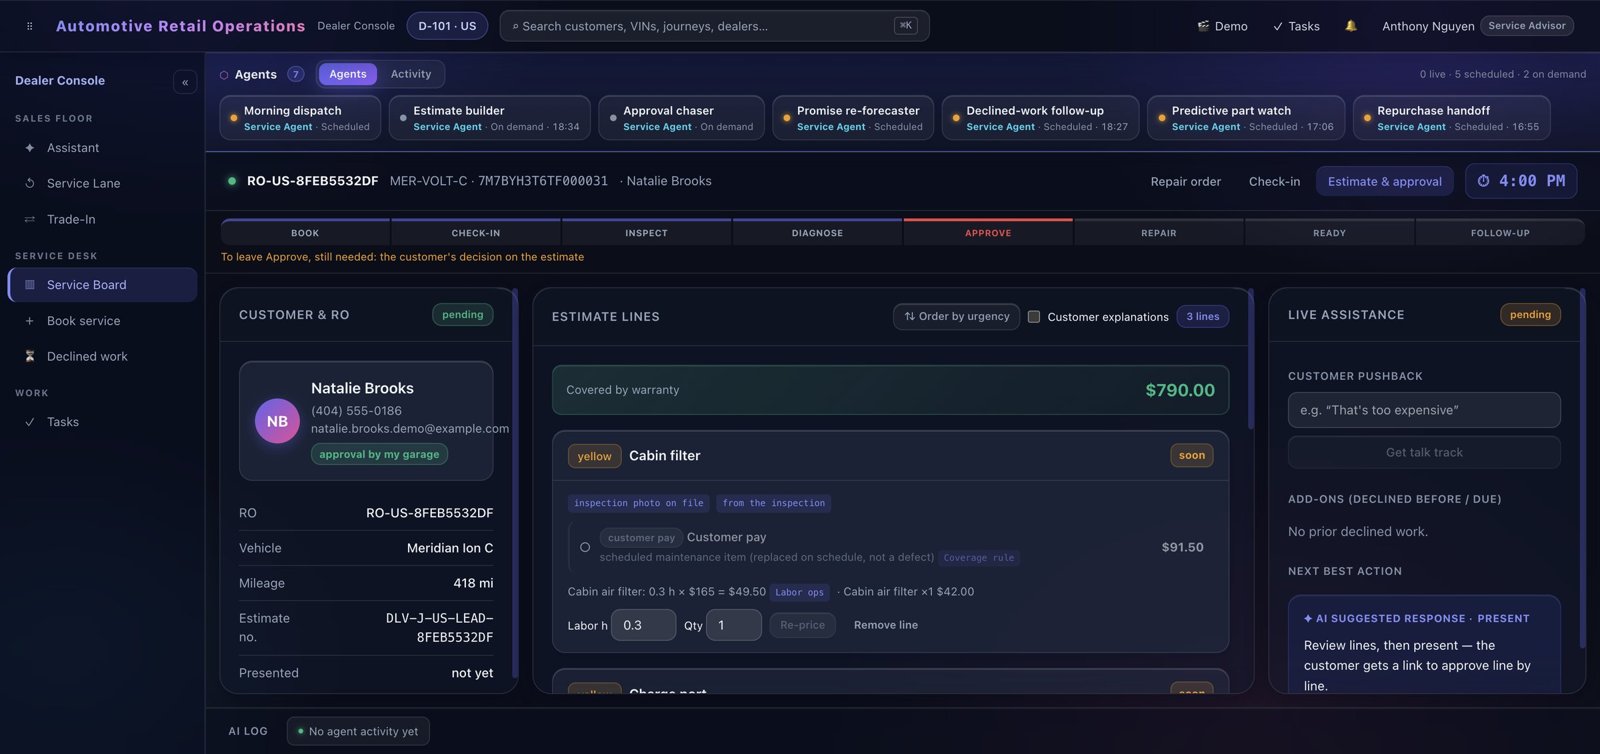 Automotive Retail Operations
Dealer Console
D-101 · US
Search customers, VINs, journeys, dealers...
⌘K
Demo
✓ Tasks
Anthony Nguyen
Service Advisor
Dealer Console
«
SALES FLOOR
Assistant
Service Lane
Trade-In
SERVICE DESK
Service Board
+ Book service
Declined work
WORK
✓ Tasks
Agents 7
Agents
Activity
0 live · 5 scheduled · 2 on demand
Morning dispatch
Service Agent · Scheduled
Estimate builder
Service Agent · On demand · 18:34
Approval chaser
Service Agent · On demand
Promise re-forecaster
Service Agent · Scheduled
Declined-work follow-up
Service Agent · Scheduled · 18:27
Predictive part watch
Service Agent · Scheduled · 17:06
Repurchase handoff
Service Agent · Scheduled · 16:55
RO-US-8FEB5532DF MER-VOLT-C · 7M7BYH3T6TF000031 · Natalie Brooks
Repair order
Check-in
Estimate & approval
4:00 PM
BOOK
CHECK-IN
INSPECT
DIAGNOSE
APPROVE
REPAIR
READY
FOLLOW-UP
To leave Approve, still needed: the customer's decision on the estimate
CUSTOMER & RO
pending
NB
Natalie Brooks
(404) 555-0186
natalie.brooks.demo@example.com
approval by my garage
RO RO-US-8FEB5532DF
Vehicle Meridian Ion C
Mileage 418 mi
Estimate no. DLV-J-US-LEAD-
8FEB5532DF
Presented not yet
ESTIMATE LINES
↑↓ Order by urgency
Customer explanations
3 lines
Covered by warranty $790.00
yellow Cabin filter soon
inspection photo on file from the inspection
customer pay Customer pay
scheduled maintenance item (replaced on schedule, not a defect) Coverage rule
$91.50
Cabin air filter: 0.3 h × $165 = $49.50 Labor ops · Cabin air filter ×1 $42.00
Labor h 0.3 Qty 1 Re-price Remove line
yellow Charge port soon
LIVE ASSISTANCE
pending
CUSTOMER PUSHBACK
e.g. “That's too expensive”
Get talk track
ADD-ONS (DECLINED BEFORE / DUE)
No prior declined work.
NEXT BEST ACTION
✦ AI SUGGESTED RESPONSE · PRESENT
Review lines, then present — the
customer gets a link to approve line by
line.
AI LOG
No agent activity yet